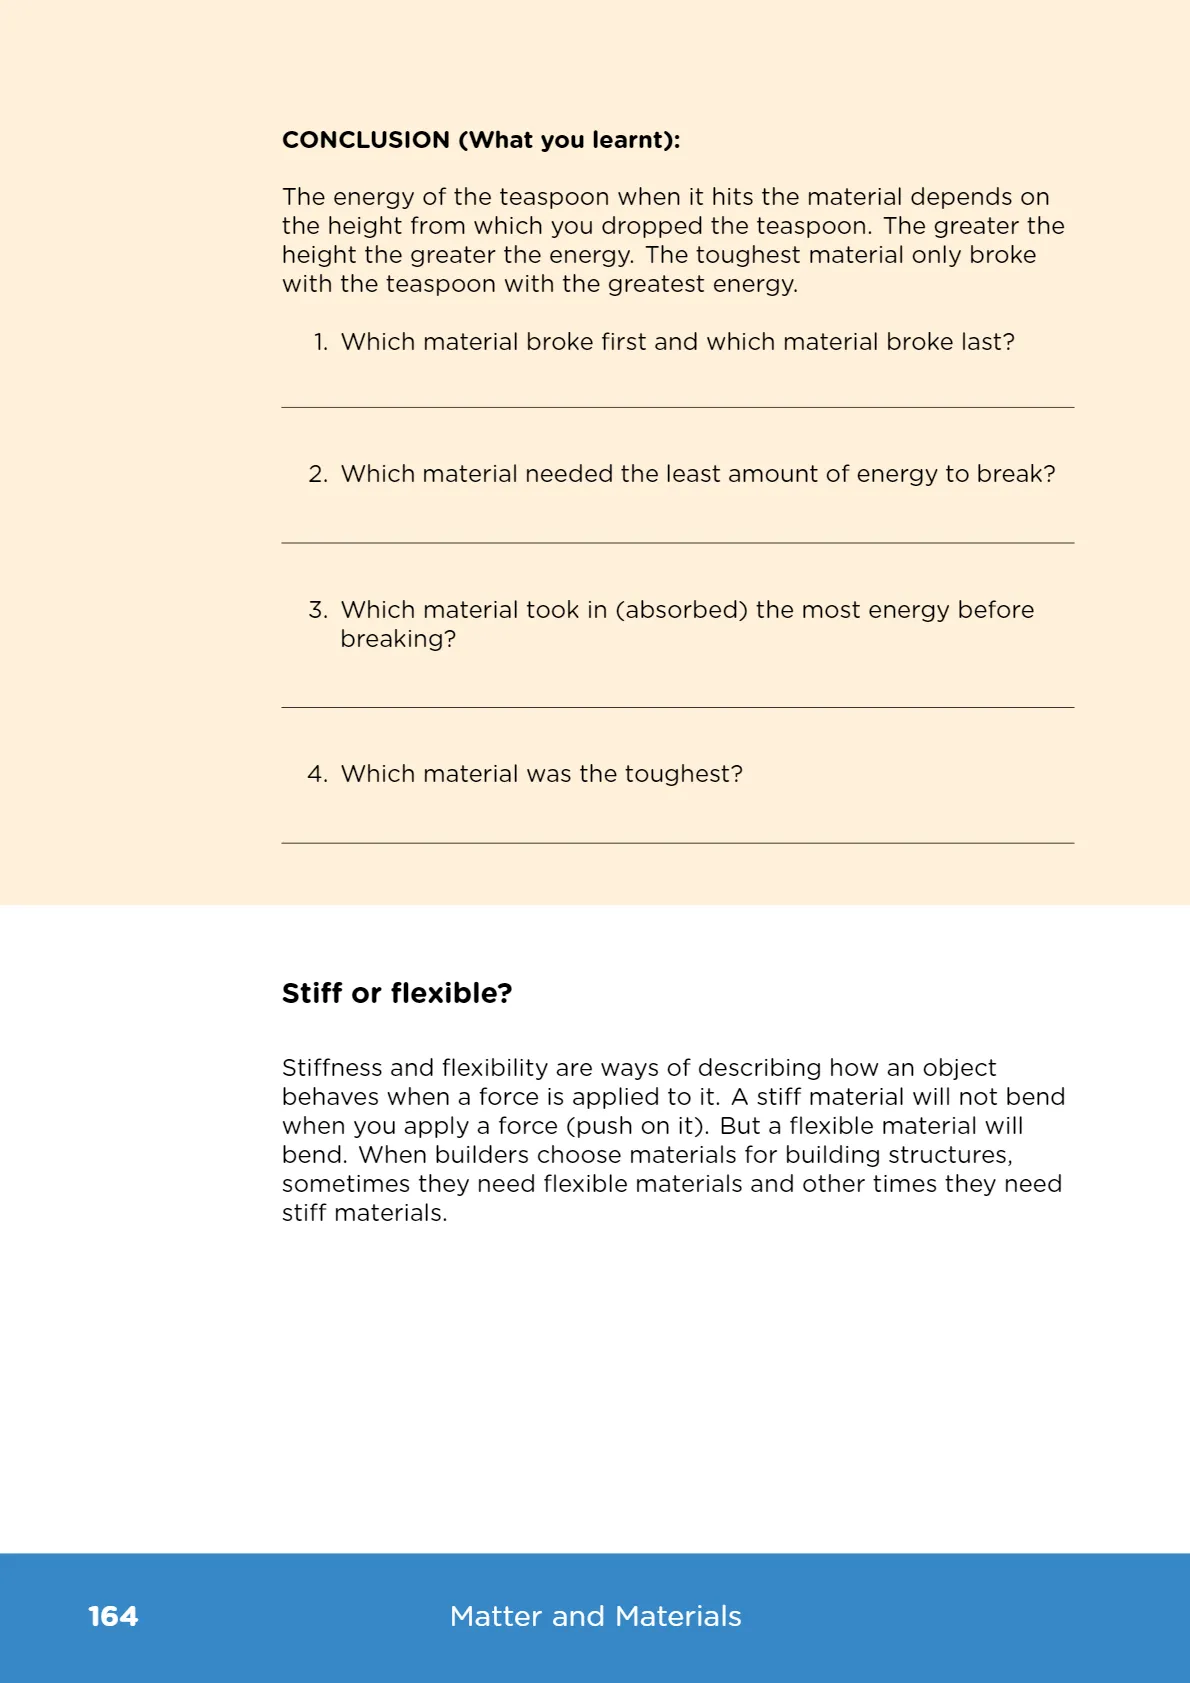 CONCLUSION (What you learnt):
The energy of the teaspoon when it hits the material depends on
the height from which you dropped the teaspoon. The greater the
height the greater the energy. The toughest material only broke
with the teaspoon with the greatest energy.
1. Which material broke first and which material broke last?
2. Which material needed the least amount of energy to break?
3. Which material took in (absorbed) the most energy before
breaking?
4. Which material was the toughest?
Stiff or flexible?
Stiffness and flexibility are ways of describing how an object
behaves when a force is applied to it. A stiff material will not bend
when you apply a force (push on it). But a flexible material will
bend. When builders choose materials for building structures,
sometimes they need flexible materials and other times they need
stiff materials.
164 Matter and Materials